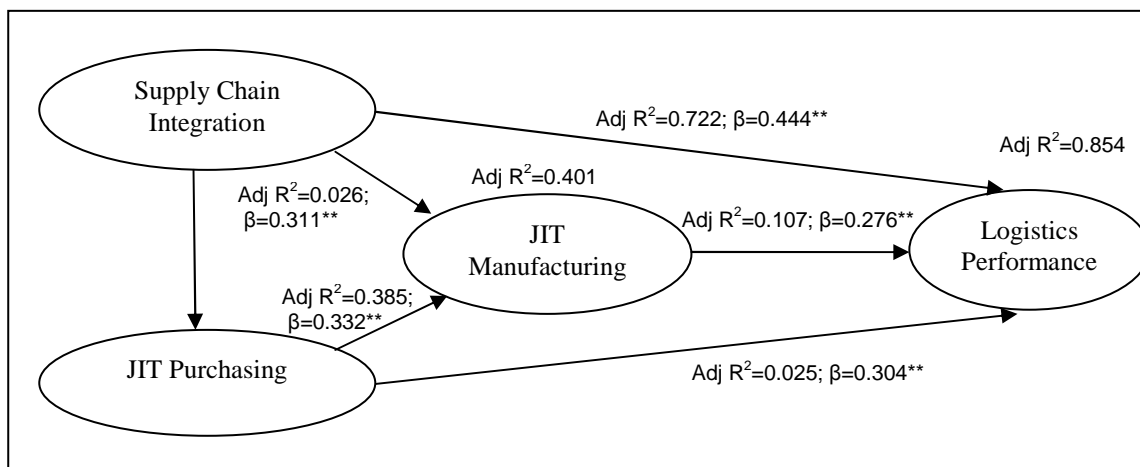 Supply Chain
Integration
Adj R²=0.722; β=0.444**
Adj R²=0.854
Adj R²=0.026;
β=0.311**
Adj R²=0.401
JIT
Manufacturing
Adj R²=0.107; β=0.276**
Logistics
Performance
Adj R²=0.385;
β=0.332**
JIT Purchasing
Adj R²=0.025; β=0.304**